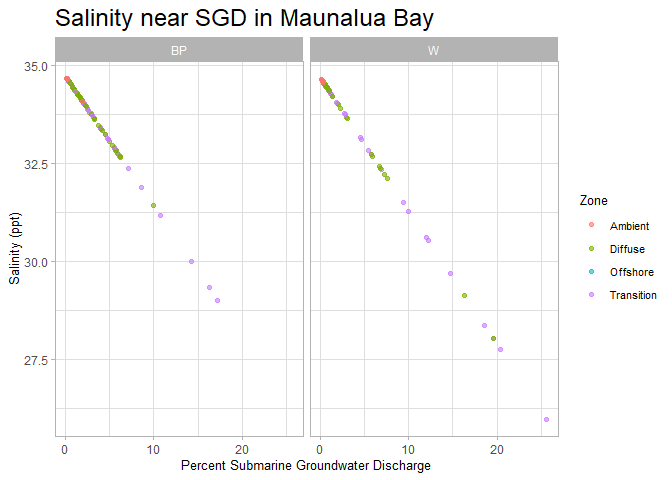 Salinity near SGD in Maunalua Bay
BP W
35.0
32.5
30.0
27.5
Salinity (ppt)
0 10 20 0 10 20
Percent Submarine Groundwater Discharge
Zone
Ambient
Diffuse
Offshore
Transition